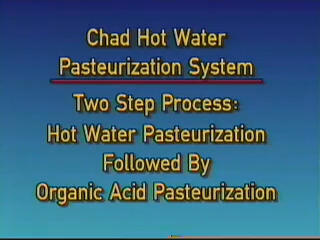 Chad Hot Water
Pasteurization System
Two Step Process:
Hot Water Pasteurization
Followed By
Organic Acid Pasteurization